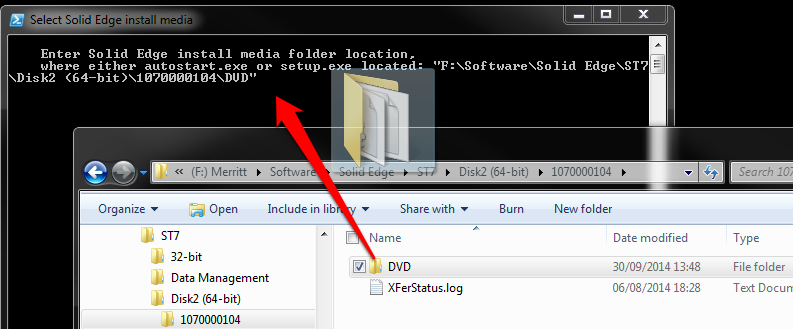 Select Solid Edge install media
Enter Solid Edge install media folder location,
where either autostart.exe or setup.exe located: "F:\Software\Solid Edge\ST7
\Disk2 (64-bit)\1070000104\DVD"
« (F:) Merritt Software Solid Edge ST7 Disk2 (64-bit) 1070000104 Search 107
Organize Open Include in library Share with Burn New folder
ST7
32-bit
Data Management
Disk2 (64-bit)
1070000104
Name Date modified Type
DVD 30/09/2014 13:48 File folder
XFerStatus.log 06/08/2014 18:28 Text Docum